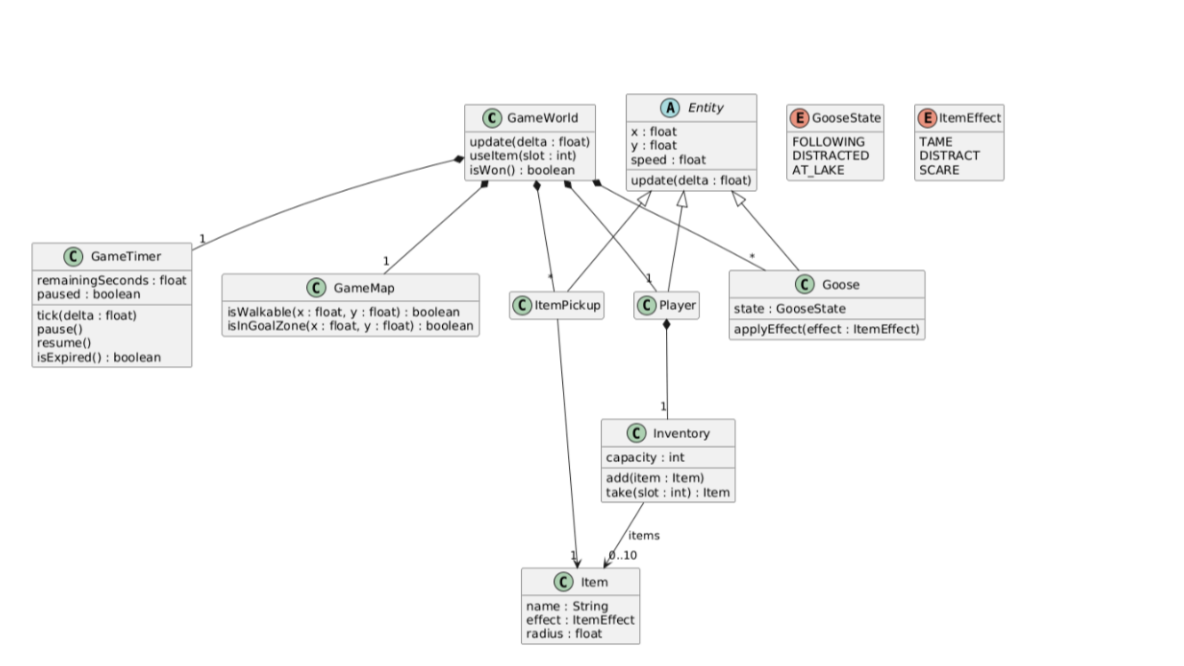 C GameWorld
update(delta : float)
useItem(slot : int)
isWon() : boolean
A Entity
x : float
y : float
speed : float
update(delta : float)
E GooseState
FOLLOWING
DISTRACTED
AT_LAKE
E ItemEffect
TAME
DISTRACT
SCARE
1
1
*
1
*
C GameTimer
remainingSeconds : float
paused : boolean
tick(delta : float)
pause()
resume()
isExpired() : boolean
C GameMap
isWalkable(x : float, y : float) : boolean
isInGoalZone(x : float, y : float) : boolean
C ItemPickup
C Player
C Goose
state : GooseState
applyEffect(effect : ItemEffect)
1
C Inventory
capacity : int
add(item : Item)
take(slot : int) : Item
items
1
0..10
C Item
name : String
effect : ItemEffect
radius : float